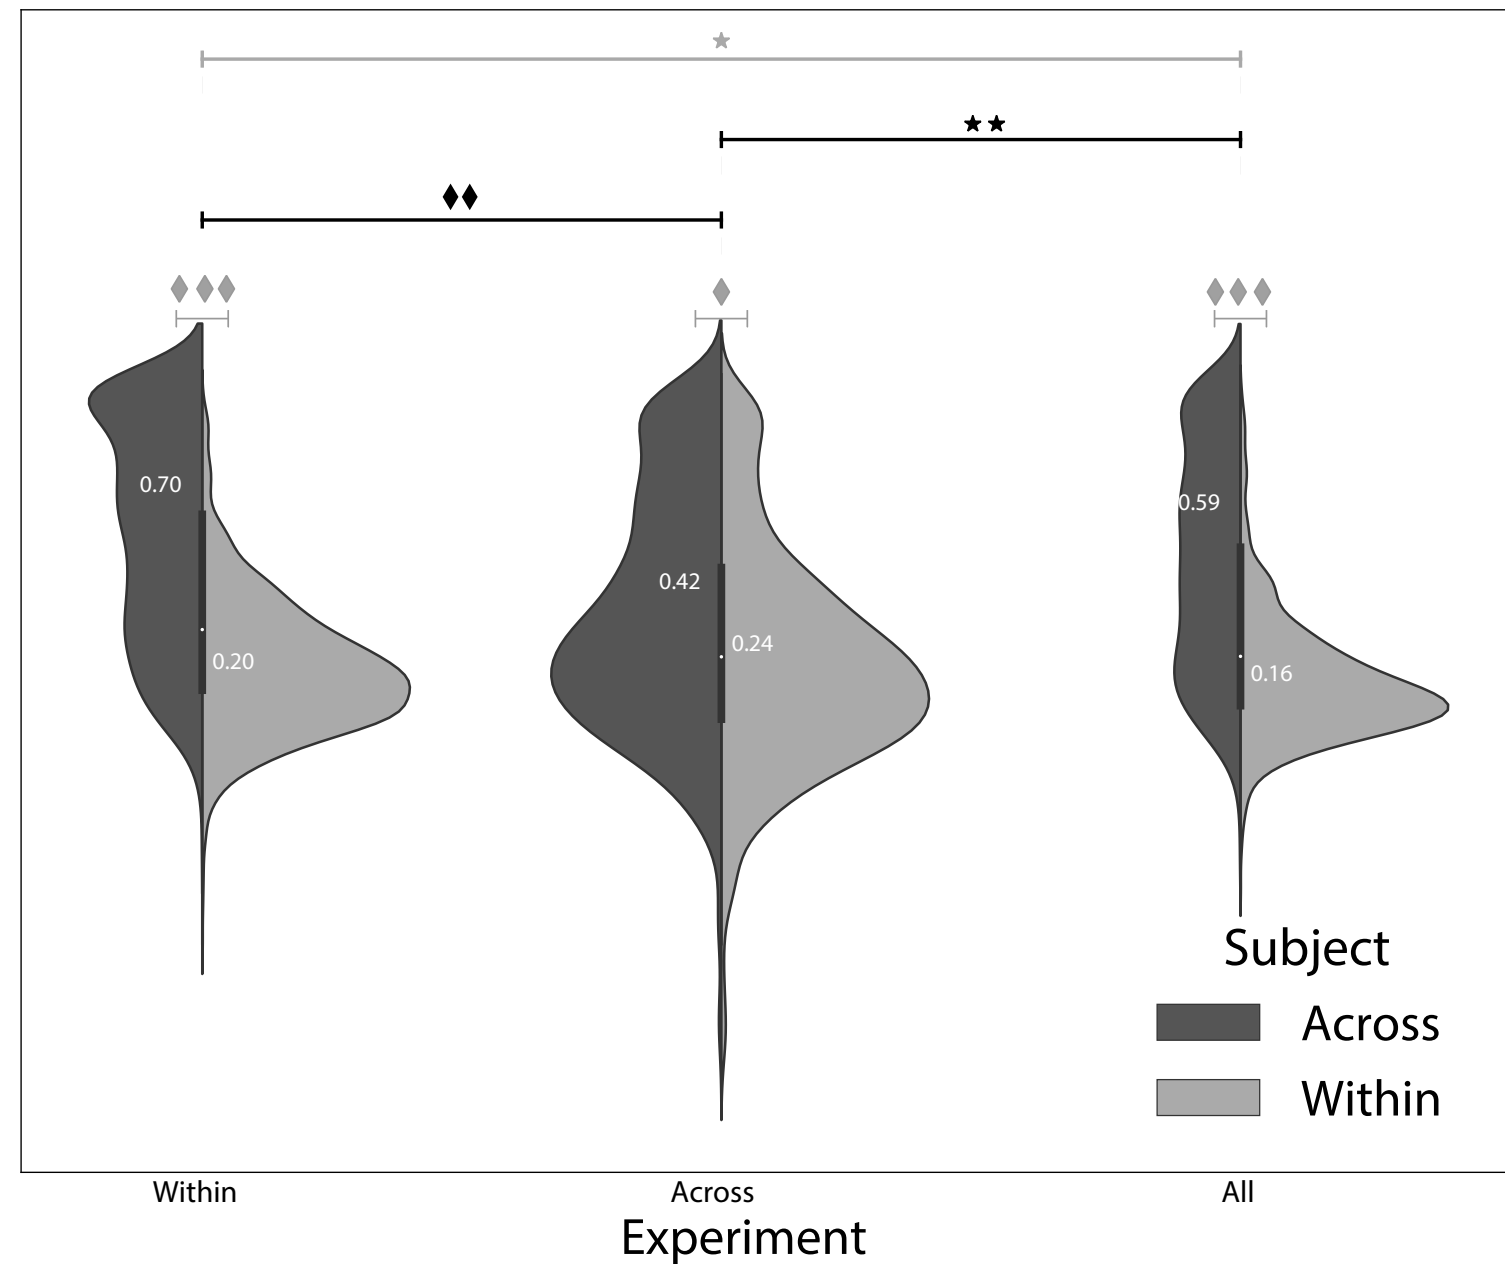 0.70
0.59
0.42
0.24
0.20
0.16
Subject
Across
Within
Within Across All
Experiment